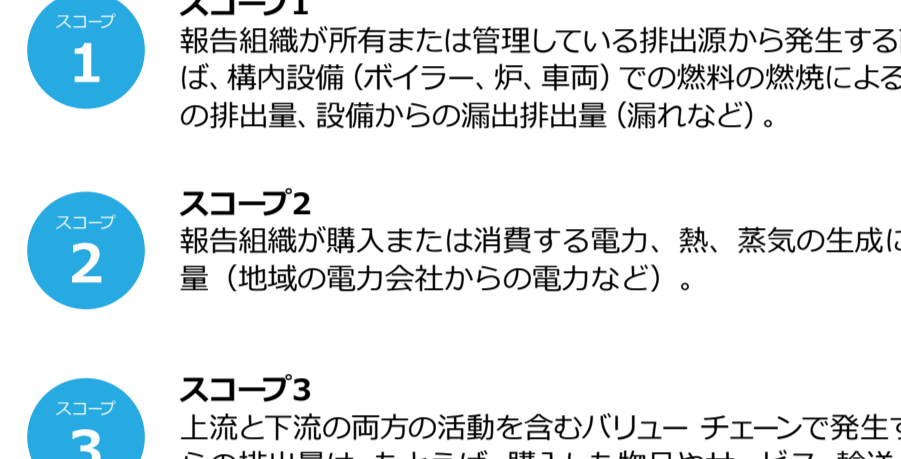 スコープ1
スコープ
1
報告組織が所有または管理している排出源から発生する
ば、構内設備（ボイラー、炉、車両）での燃料の燃焼による
の排出量、設備からの漏出排出量（漏れなど）。
スコープ2
スコープ
2
報告組織が購入または消費する電力、熱、蒸気の生成に
量（地域の電力会社からの電力など）。
スコープ3
スコープ
3
上流と下流の両方の活動を含むバリュー チェーンで発生す